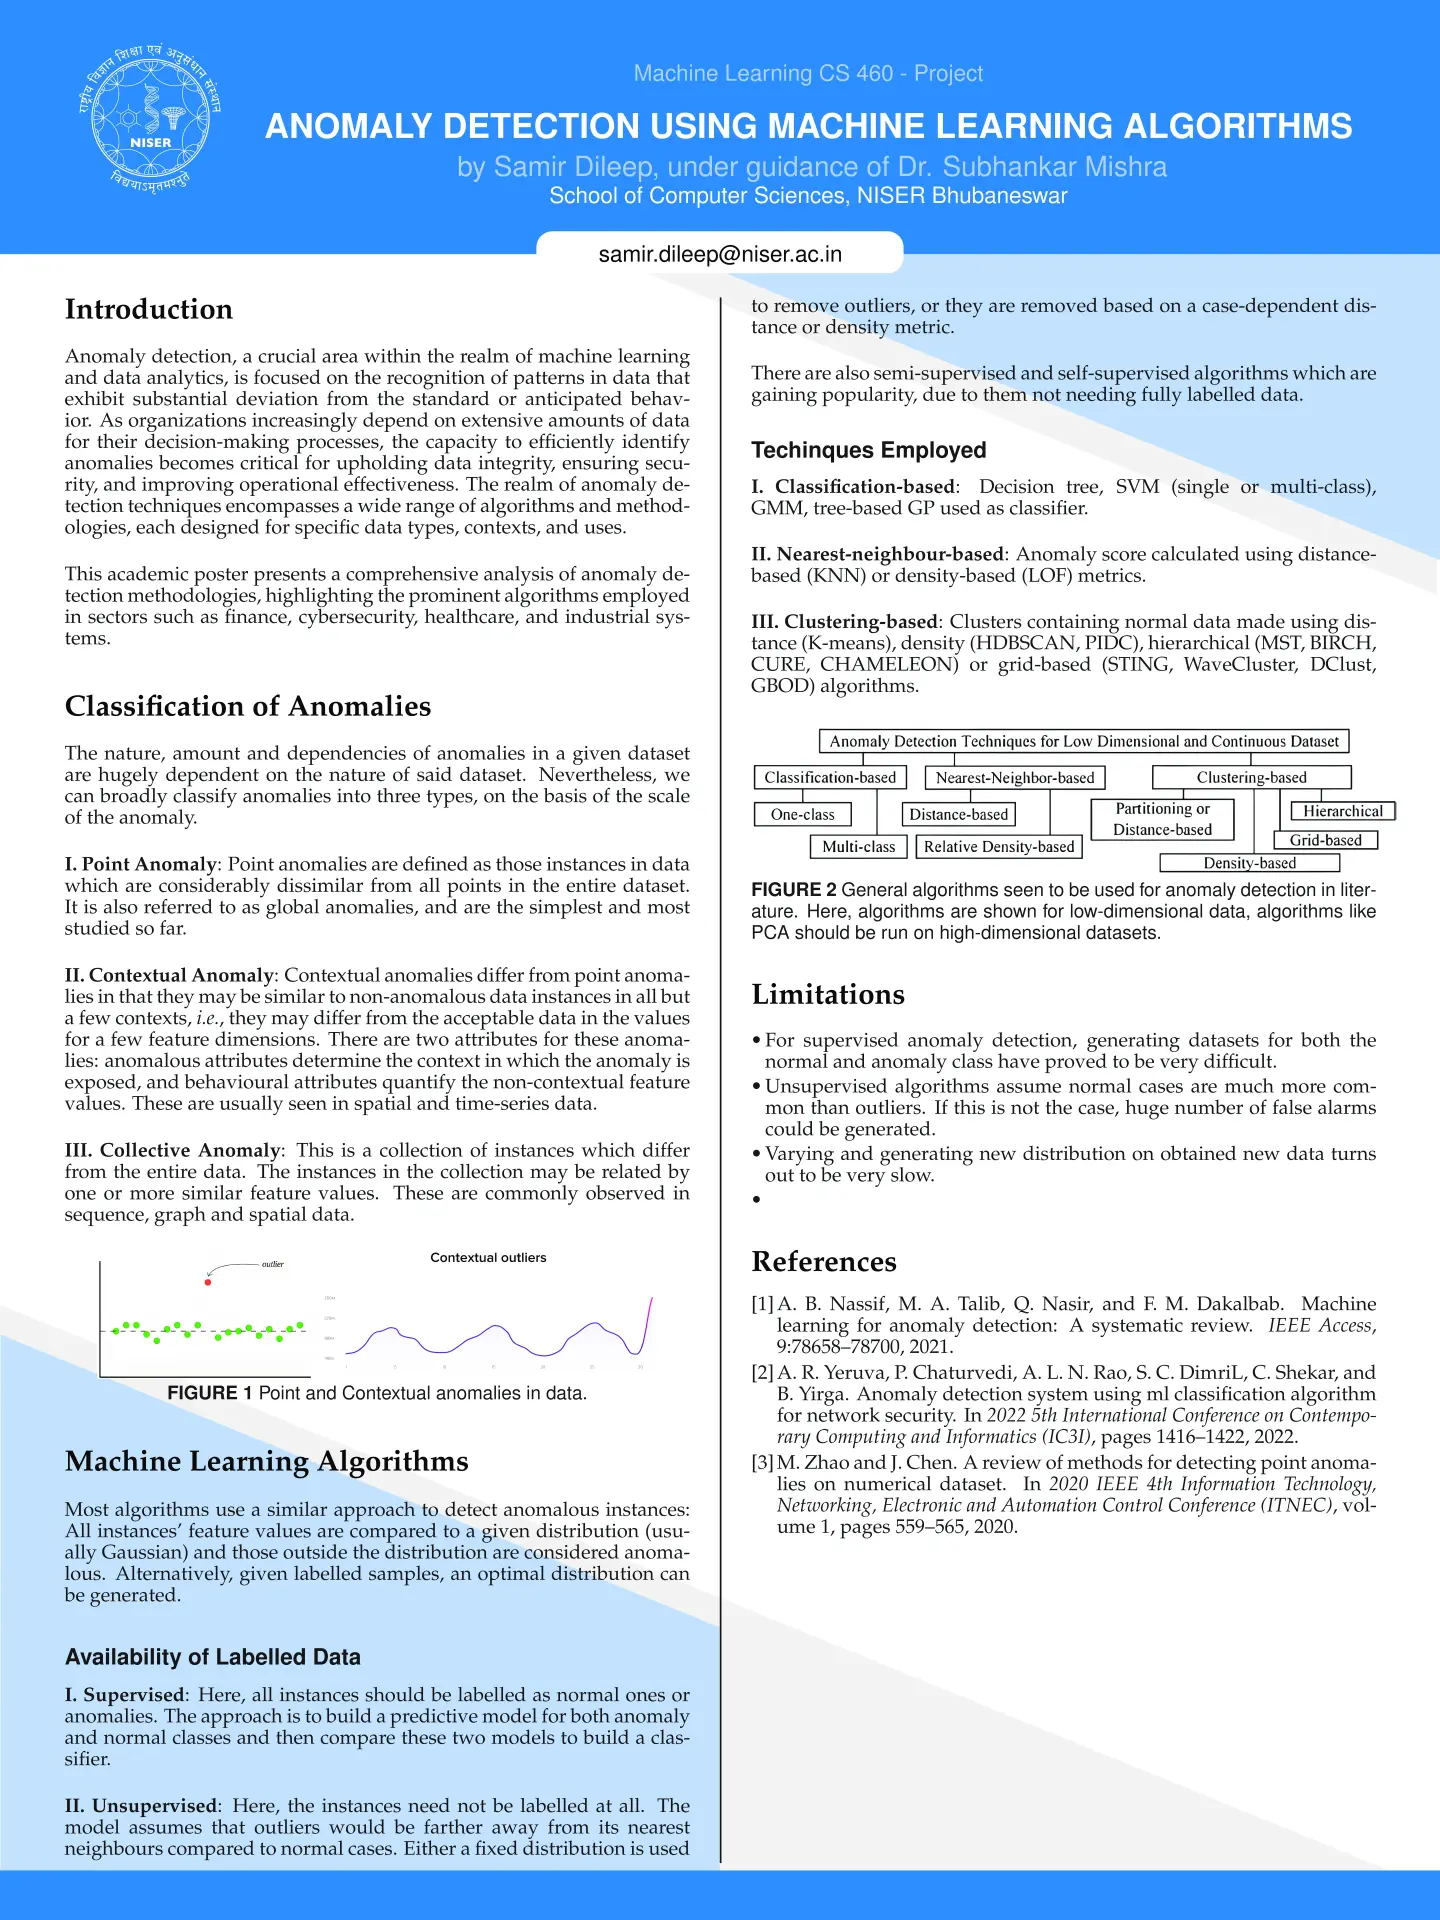 राष्ट्रीय विज्ञान शिक्षा एवं अनुसंधान संस्थान
NISER
विद्ययाऽमृतमश्नुते
Machine Learning CS 460 - Project
ANOMALY DETECTION USING MACHINE LEARNING ALGORITHMS
by Samir Dileep, under guidance of Dr. Subhankar Mishra
School of Computer Sciences, NISER Bhubaneswar
samir.dileep@niser.ac.in
Introduction
Anomaly detection, a crucial area within the realm of machine learning
and data analytics, is focused on the recognition of patterns in data that
exhibit substantial deviation from the standard or anticipated behav-
ior. As organizations increasingly depend on extensive amounts of data
for their decision-making processes, the capacity to efficiently identify
anomalies becomes critical for upholding data integrity, ensuring secu-
rity, and improving operational effectiveness. The realm of anomaly de-
tection techniques encompasses a wide range of algorithms and method-
ologies, each designed for specific data types, contexts, and uses.
This academic poster presents a comprehensive analysis of anomaly de-
tection methodologies, highlighting the prominent algorithms employed
in sectors such as finance, cybersecurity, healthcare, and industrial sys-
tems.
Classification of Anomalies
The nature, amount and dependencies of anomalies in a given dataset
are hugely dependent on the nature of said dataset. Nevertheless, we
can broadly classify anomalies into three types, on the basis of the scale
of the anomaly.
I. Point Anomaly: Point anomalies are defined as those instances in data
which are considerably dissimilar from all points in the entire dataset.
It is also referred to as global anomalies, and are the simplest and most
studied so far.
II. Contextual Anomaly: Contextual anomalies differ from point anoma-
lies in that they may be similar to non-anomalous data instances in all but
a few contexts, i.e., they may differ from the acceptable data in the values
for a few feature dimensions. There are two attributes for these anoma-
lies: anomalous attributes determine the context in which the anomaly is
exposed, and behavioural attributes quantify the non-contextual feature
values. These are usually seen in spatial and time-series data.
III. Collective Anomaly: This is a collection of instances which differ
from the entire data. The instances in the collection may be related by
one or more similar feature values. These are commonly observed in
sequence, graph and spatial data.
outlier
Contextual outliers
FIGURE 1 Point and Contextual anomalies in data.
Machine Learning Algorithms
Most algorithms use a similar approach to detect anomalous instances:
All instances' feature values are compared to a given distribution (usu-
ally Gaussian) and those outside the distribution are considered anoma-
lous. Alternatively, given labelled samples, an optimal distribution can
be generated.
Availability of Labelled Data
I. Supervised: Here, all instances should be labelled as normal ones or
anomalies. The approach is to build a predictive model for both anomaly
and normal classes and then compare these two models to build a clas-
sifier.
II. Unsupervised: Here, the instances need not be labelled at all. The
model assumes that outliers would be farther away from its nearest
neighbours compared to normal cases. Either a fixed distribution is used
to remove outliers, or they are removed based on a case-dependent dis-
tance or density metric.
There are also semi-supervised and self-supervised algorithms which are
gaining popularity, due to them not needing fully labelled data.
Techinques Employed
I. Classification-based: Decision tree, SVM (single or multi-class),
GMM, tree-based GP used as classifier.
II. Nearest-neighbour-based: Anomaly score calculated using distance-
based (KNN) or density-based (LOF) metrics.
III. Clustering-based: Clusters containing normal data made using dis-
tance (K-means), density (HDBSCAN, PIDC), hierarchical (MST, BIRCH,
CURE, CHAMELEON) or grid-based (STING, WaveCluster, DClust,
GBOD) algorithms.
Anomaly Detection Techniques for Low Dimensional and Continuous Dataset
Classification-based
Nearest-Neighbor-based
Clustering-based
One-class
Distance-based
Partitioning or
Distance-based
Hierarchical
Multi-class
Relative Density-based
Grid-based
Density-based
FIGURE 2 General algorithms seen to be used for anomaly detection in liter-
ature. Here, algorithms are shown for low-dimensional data, algorithms like
PCA should be run on high-dimensional datasets.
Limitations
• For supervised anomaly detection, generating datasets for both the
normal and anomaly class have proved to be very difficult.
• Unsupervised algorithms assume normal cases are much more com-
mon than outliers. If this is not the case, huge number of false alarms
could be generated.
• Varying and generating new distribution on obtained new data turns
out to be very slow.
•
References
[1] A. B. Nassif, M. A. Talib, Q. Nasir, and F. M. Dakalbab. Machine
learning for anomaly detection: A systematic review. IEEE Access,
9:78658–78700, 2021.
[2] A. R. Yeruva, P. Chaturvedi, A. L. N. Rao, S. C. DimriL, C. Shekar, and
B. Yirga. Anomaly detection system using ml classification algorithm
for network security. In 2022 5th International Conference on Contempo-
rary Computing and Informatics (IC3I), pages 1416–1422, 2022.
[3] M. Zhao and J. Chen. A review of methods for detecting point anoma-
lies on numerical dataset. In 2020 IEEE 4th Information Technology,
Networking, Electronic and Automation Control Conference (ITNEC), vol-
ume 1, pages 559–565, 2020.